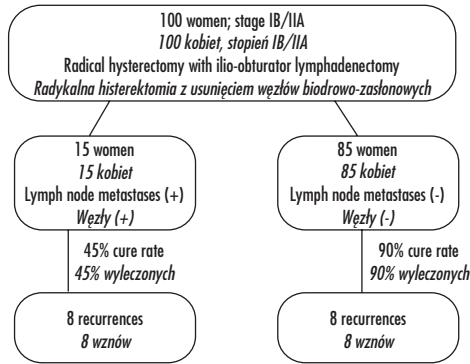 100 women; stage IB/IIA
100 kobiet, stopień IB/IIA
Radical hysterectomy with ilio-obturator lymphadenectomy
Radykalna histerektomia z usunięciem węzłów biodrowo-zasłonowych
15 women
15 kobiet
Lymph node metastases (+)
Węzły (+)
85 women
85 kobiet
Lymph node metastases (-)
Węzły (-)
45% cure rate
45% wyleczonych
90% cure rate
90% wyleczonych
8 recurrences
8 wznów
8 recurrences
8 wznów